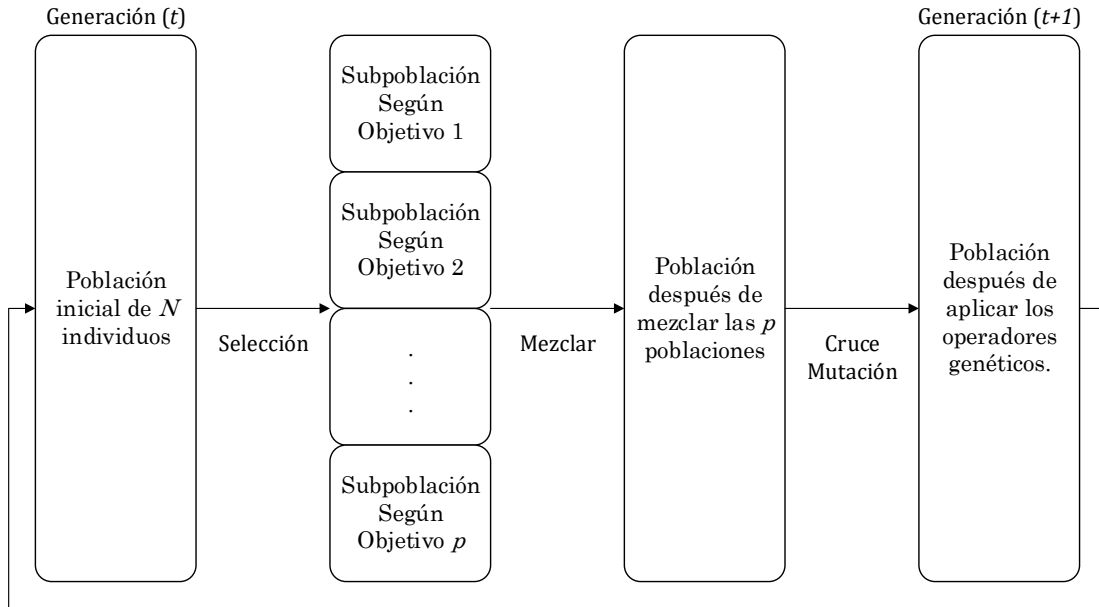 Generación (t)
Generación (t+1)
Población
inicial de N
individuos
Selección
Subpoblación
Según
Objetivo 1
Subpoblación
Según
Objetivo 2
.
.
.
Subpoblación
Según
Objetivo p
Mezclar
Población
después de
mezclar las p
poblaciones
Cruce
Mutación
Población
después de
aplicar los
operadores
genéticos.